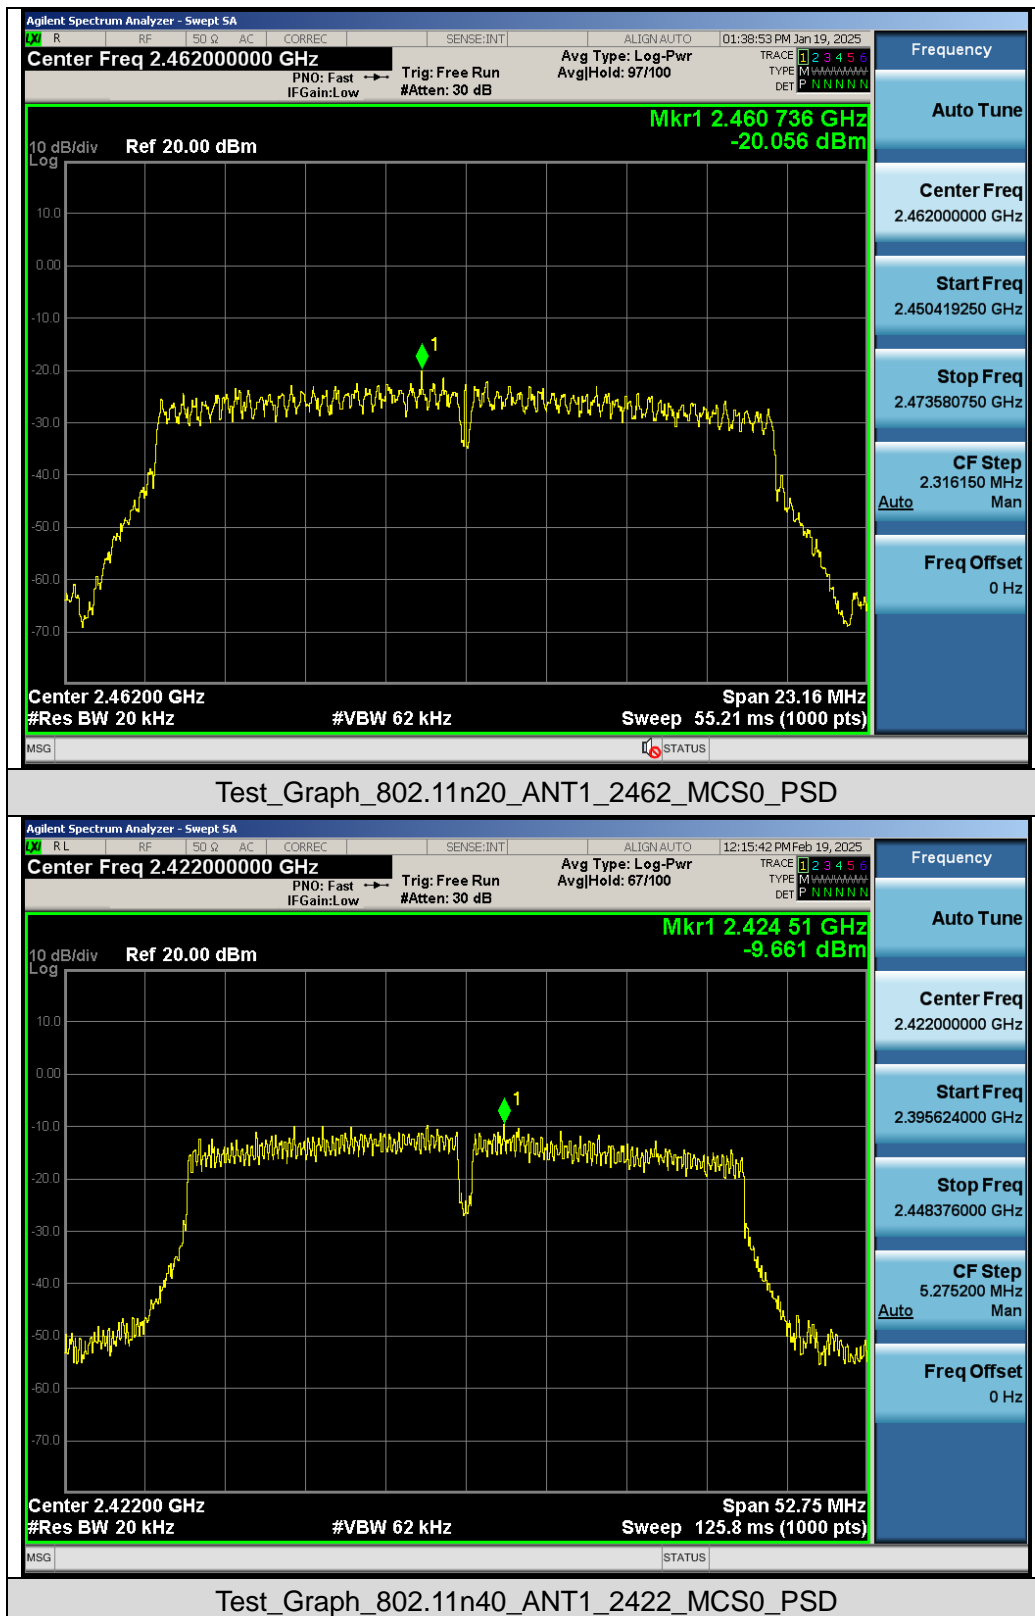 Agilent Spectrum Analyzer - Swept SA
LXI R RF 50 Ω AC CORREC SENSE:INT ALIGN AUTO 01:38:53 PM Jan 19, 2025
Center Freq 2.462000000 GHz
PNO: Fast Trig: Free Run Avg Type: Log-Pwr TRACE 1 2 3 4 5 6
IFGain:Low #Atten: 30 dB Avg|Hold: 97/100 TYPE M WWWWW
DET P N N N N N
Mkr1 2.460 736 GHz
-20.056 dBm
10 dB/div Ref 20.00 dBm
Log
10.0
0.00
-10.0
-20.0
-30.0
-40.0
-50.0
-60.0
-70.0
1
Center 2.46200 GHz Span 23.16 MHz
#Res BW 20 kHz #VBW 62 kHz Sweep 55.21 ms (1000 pts)
MSG STATUS
Frequency
Auto Tune
Center Freq
2.462000000 GHz
Start Freq
2.450419250 GHz
Stop Freq
2.473580750 GHz
CF Step
2.316150 MHz
Auto Man
Freq Offset
0 Hz
Test_Graph_802.11n20_ANT1_2462_MCS0_PSD
Agilent Spectrum Analyzer - Swept SA
LXI R L RF 50 Ω AC CORREC SENSE:INT ALIGN AUTO 12:15:42 PM Feb 19, 2025
Center Freq 2.422000000 GHz
PNO: Fast Trig: Free Run Avg Type: Log-Pwr TRACE 1 2 3 4 5 6
IFGain:Low #Atten: 30 dB Avg|Hold: 67/100 TYPE M WWWWW
DET P N N N N N
Mkr1 2.424 51 GHz
-9.661 dBm
10 dB/div Ref 20.00 dBm
Log
10.0
0.00
-10.0
-20.0
-30.0
-40.0
-50.0
-60.0
-70.0
1
Center 2.42200 GHz Span 52.75 MHz
#Res BW 20 kHz #VBW 62 kHz Sweep 125.8 ms (1000 pts)
MSG STATUS
Frequency
Auto Tune
Center Freq
2.422000000 GHz
Start Freq
2.395624000 GHz
Stop Freq
2.448376000 GHz
CF Step
5.275200 MHz
Auto Man
Freq Offset
0 Hz
Test_Graph_802.11n40_ANT1_2422_MCS0_PSD